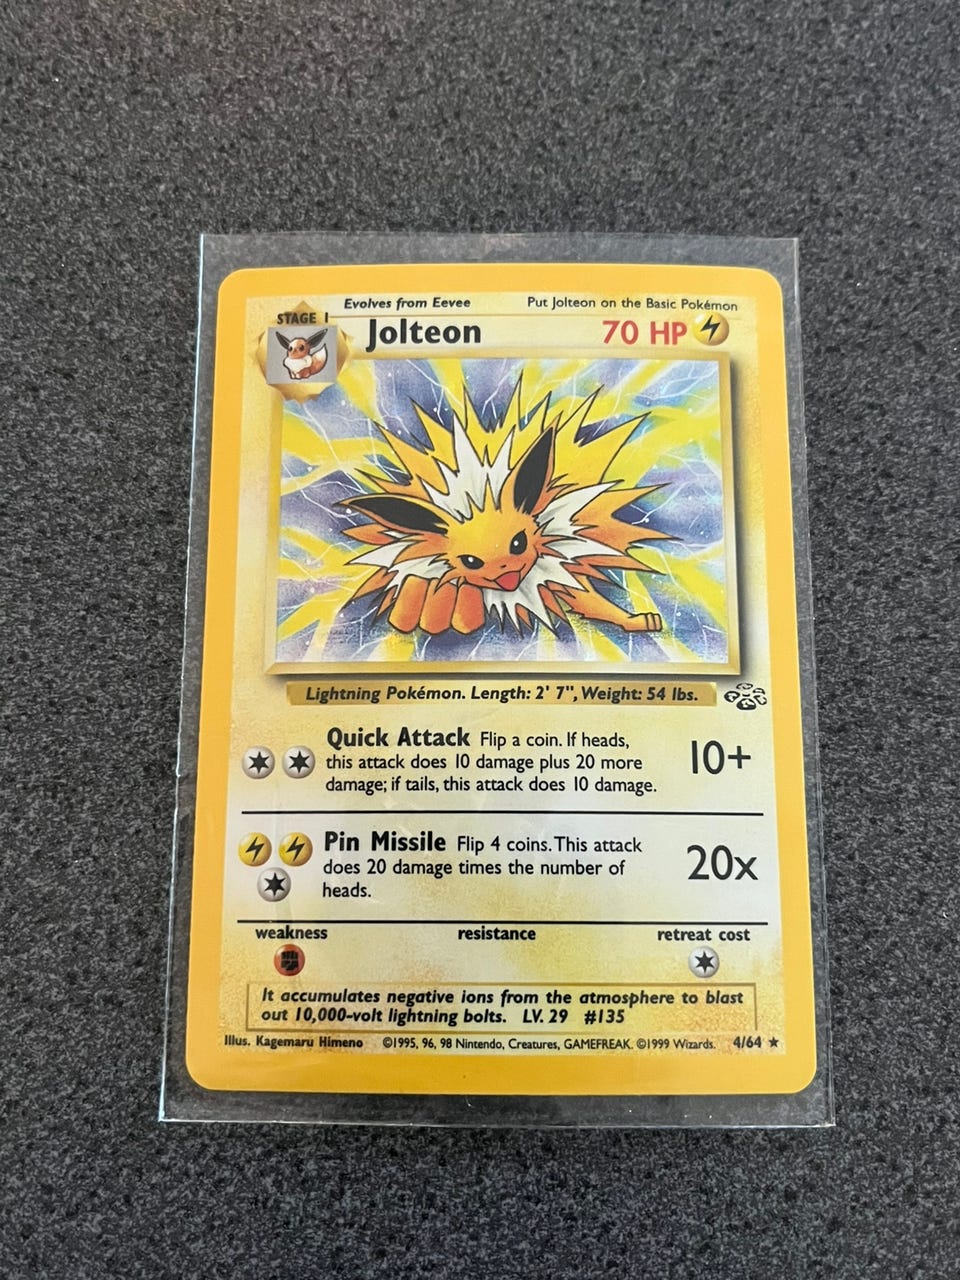 Evolves from Eevee
Put Jolteon on the Basic Pokémon
STAGE 1
Jolteon
70 HP
Lightning Pokémon. Length: 2' 7", Weight: 54 lbs.
Quick Attack Flip a coin. If heads,
this attack does 10 damage plus 20 more
damage; if tails, this attack does 10 damage.
10+
Pin Missile Flip 4 coins. This attack
does 20 damage times the number of
heads.
20x
weakness
resistance
retreat cost
It accumulates negative ions from the atmosphere to blast
out 10,000-volt lightning bolts. LV. 29 #135
Illus. Kagemaru Himeno ©1995, 96, 98 Nintendo, Creatures, GAMEFREAK. ©1999 Wizards. 4/64 ★